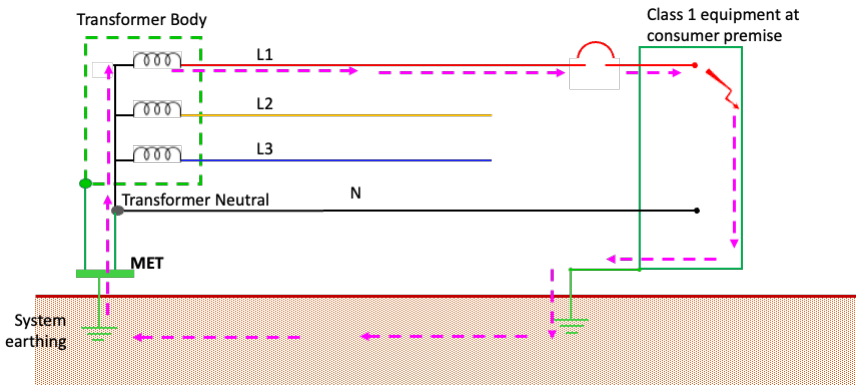 Transformer Body
Class 1 equipment at
consumer premise
L1
L2
L3
Transformer Neutral
N
MET
System
earthing